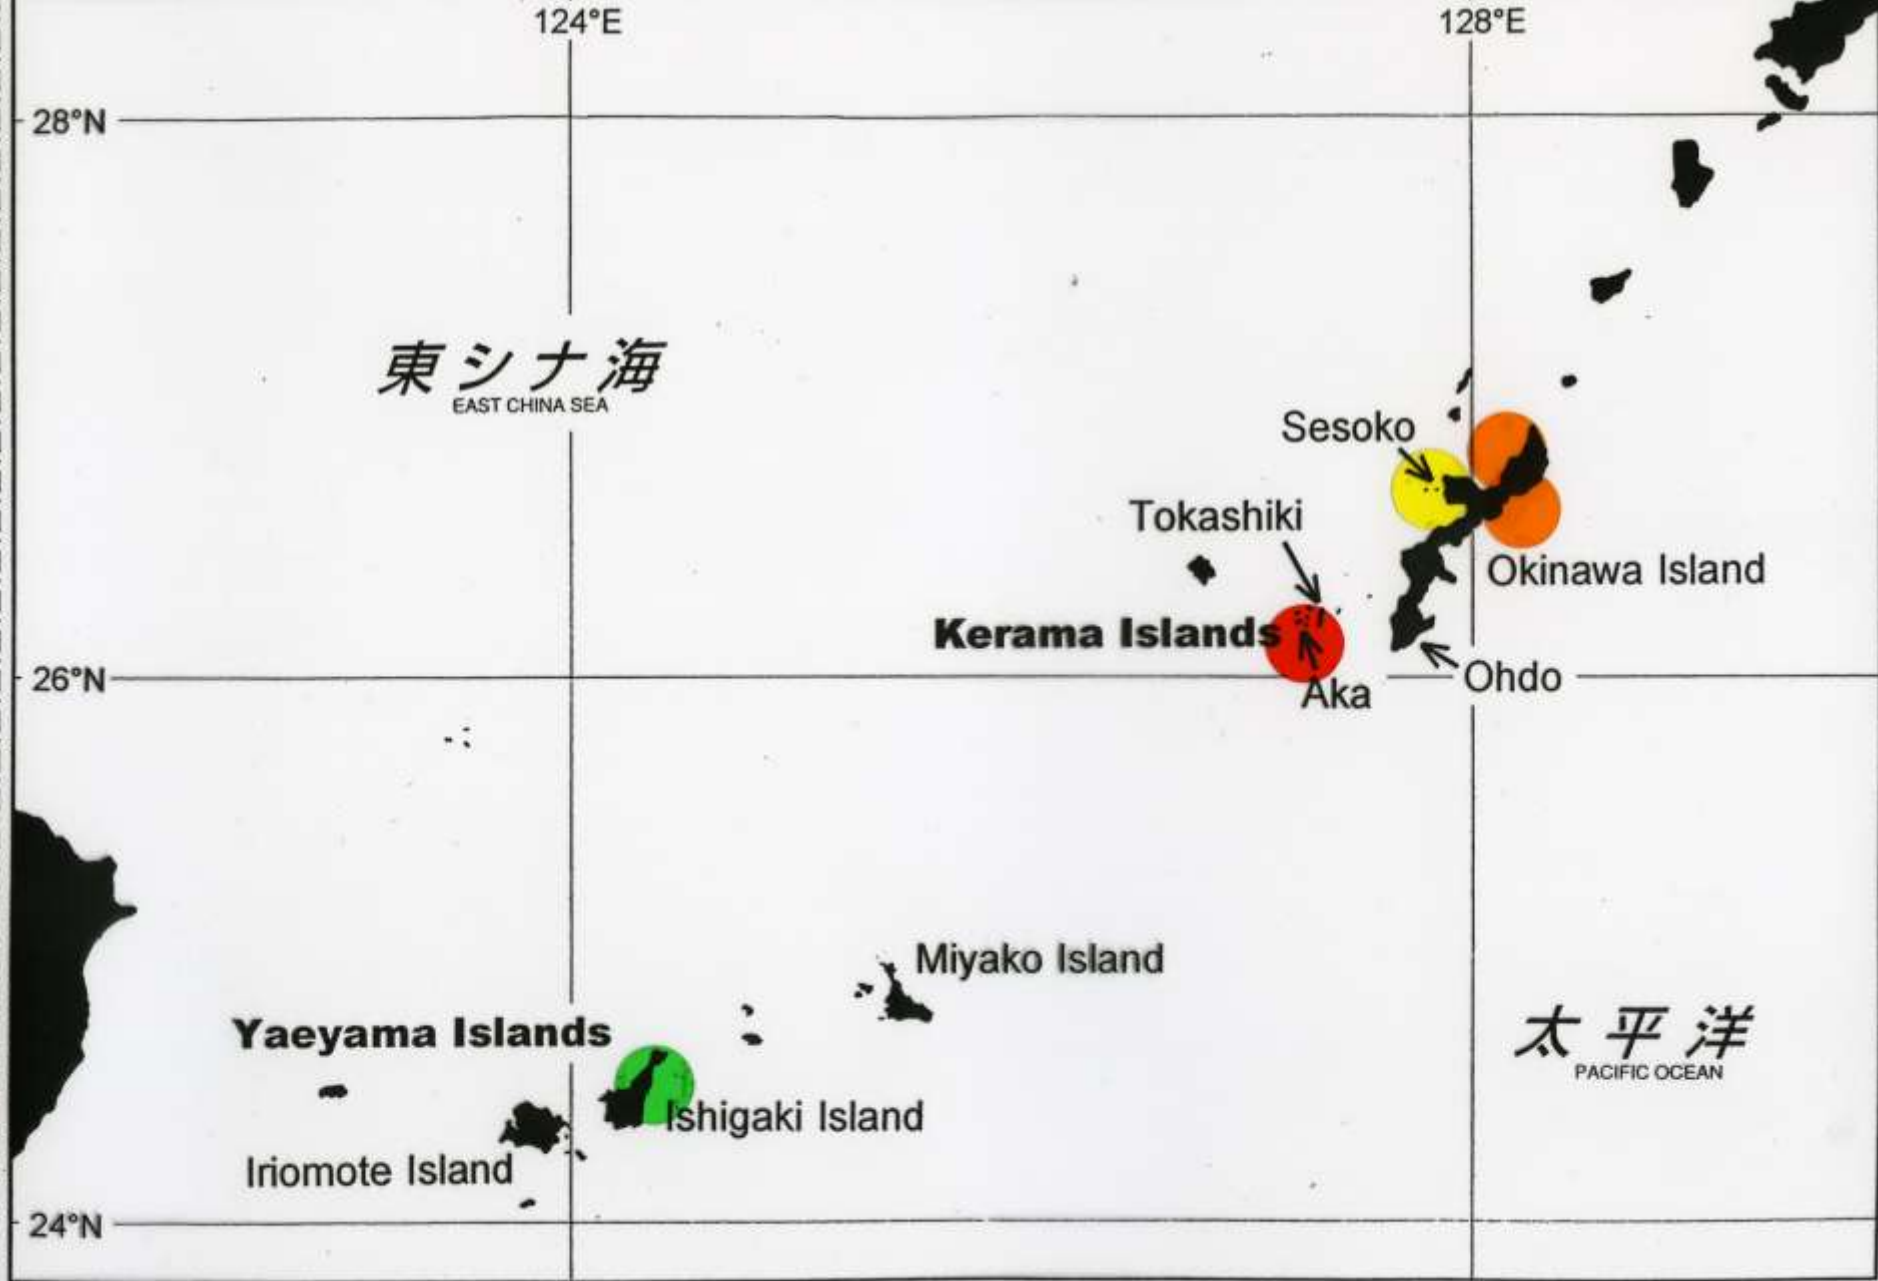 124°E
128°E
28°N
東シナ海
EAST CHINA SEA
Sesoko
Tokashiki
Okinawa Island
Kerama Islands
26°N
Ohdo
Aka
Miyako Island
Yaeyama Islands
太平洋
PACIFIC OCEAN
Ishigaki Island
Iriomote Island
24°N